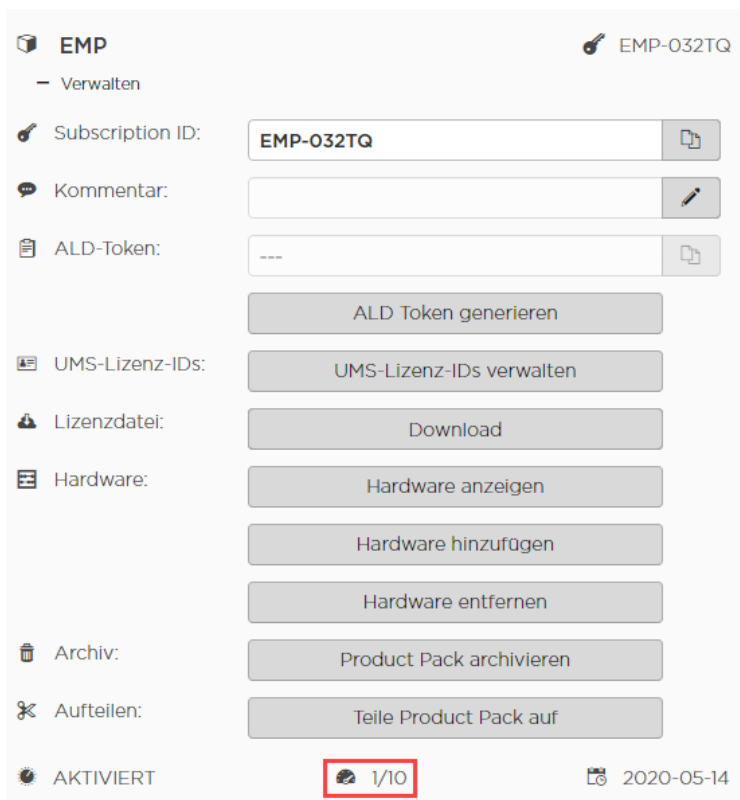 EMP EMP-032TQ
Verwalten
Subscription ID: EMP-032TQ
Kommentar:
ALD-Token: ---
ALD Token generieren
UMS-Lizenz-IDs: UMS-Lizenz-IDs verwalten
Lizenzdatei: Download
Hardware: Hardware anzeigen
Hardware hinzufügen
Hardware entfernen
Archiv: Product Pack archivieren
Aufteilen: Teile Product Pack auf
AKTIVIERT 1/10 2020-05-14